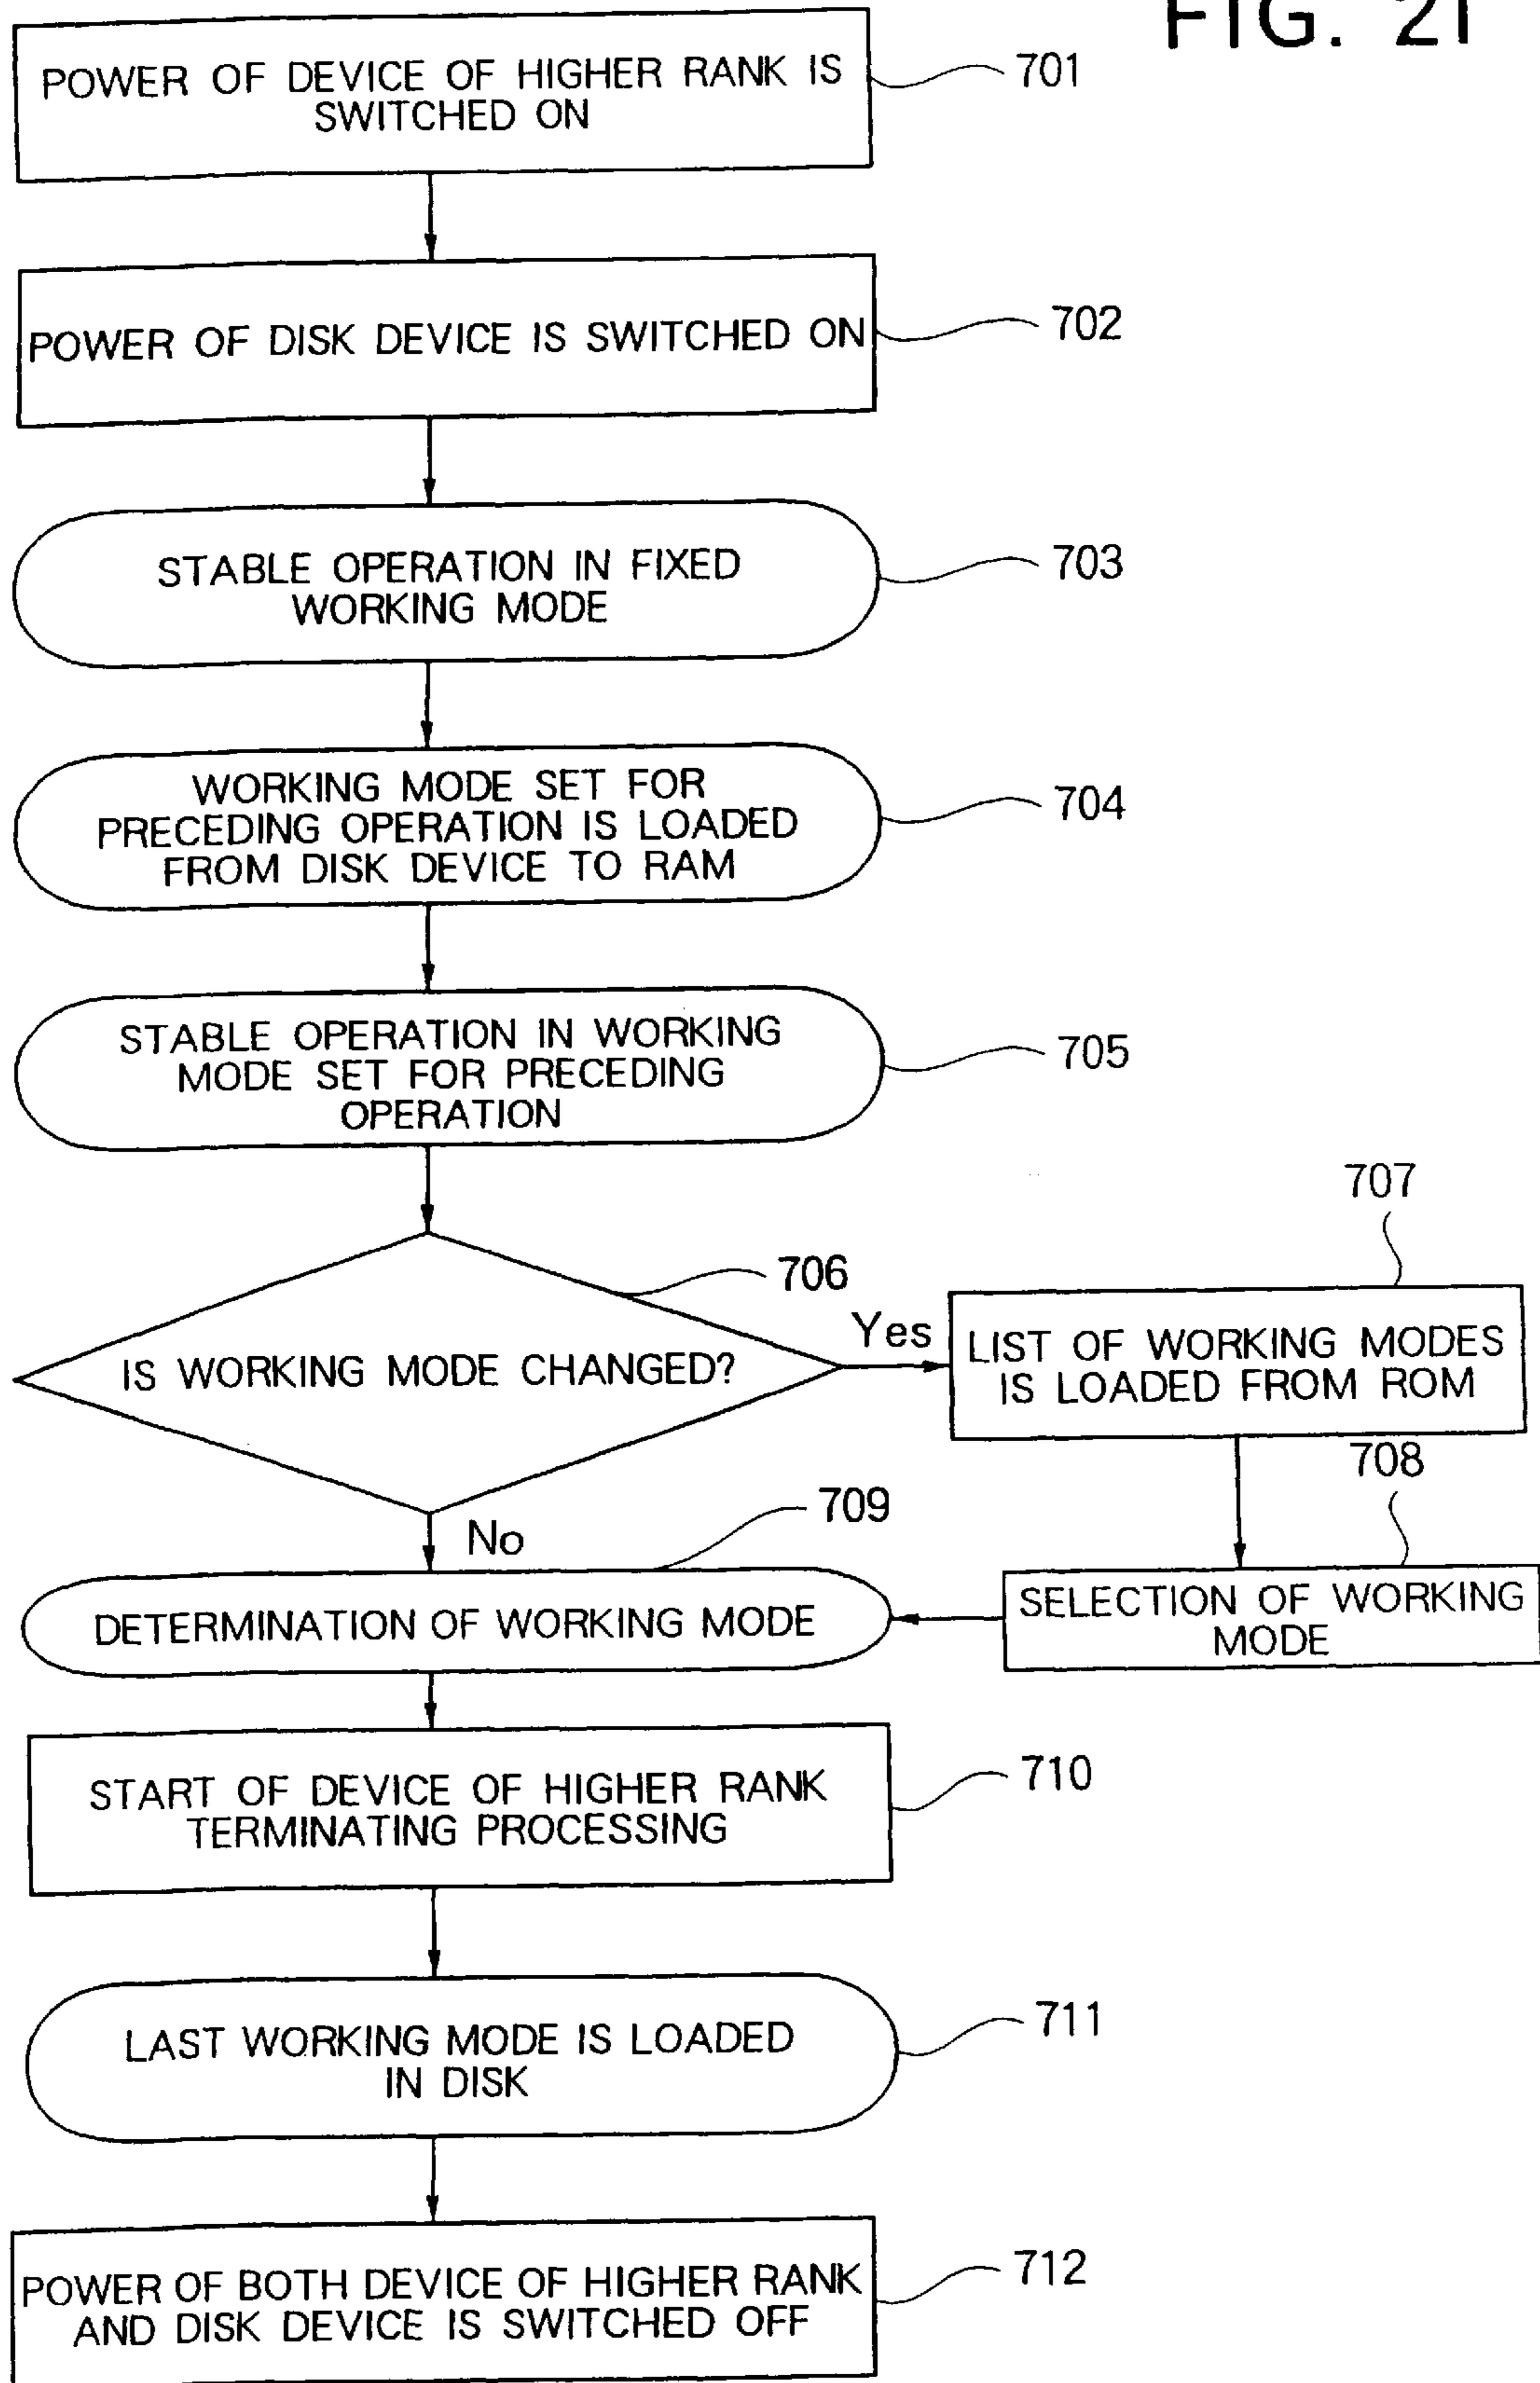 FIG. 21
POWER OF DEVICE OF HIGHER RANK IS
SWITCHED ON
701
POWER OF DISK DEVICE IS SWITCHED ON
702
STABLE OPERATION IN FIXED
WORKING MODE
703
WORKING MODE SET FOR
PRECEDING OPERATION IS LOADED
FROM DISK DEVICE TO RAM
704
STABLE OPERATION IN WORKING
MODE SET FOR PRECEDING
OPERATION
705
IS WORKING MODE CHANGED?
706
Yes
No
707
LIST OF WORKING MODES
IS LOADED FROM ROM
708
SELECTION OF WORKING
MODE
709
DETERMINATION OF WORKING MODE
START OF DEVICE OF HIGHER RANK
TERMINATING PROCESSING
710
LAST WORKING MODE IS LOADED
IN DISK
711
POWER OF BOTH DEVICE OF HIGHER RANK
AND DISK DEVICE IS SWITCHED OFF
712